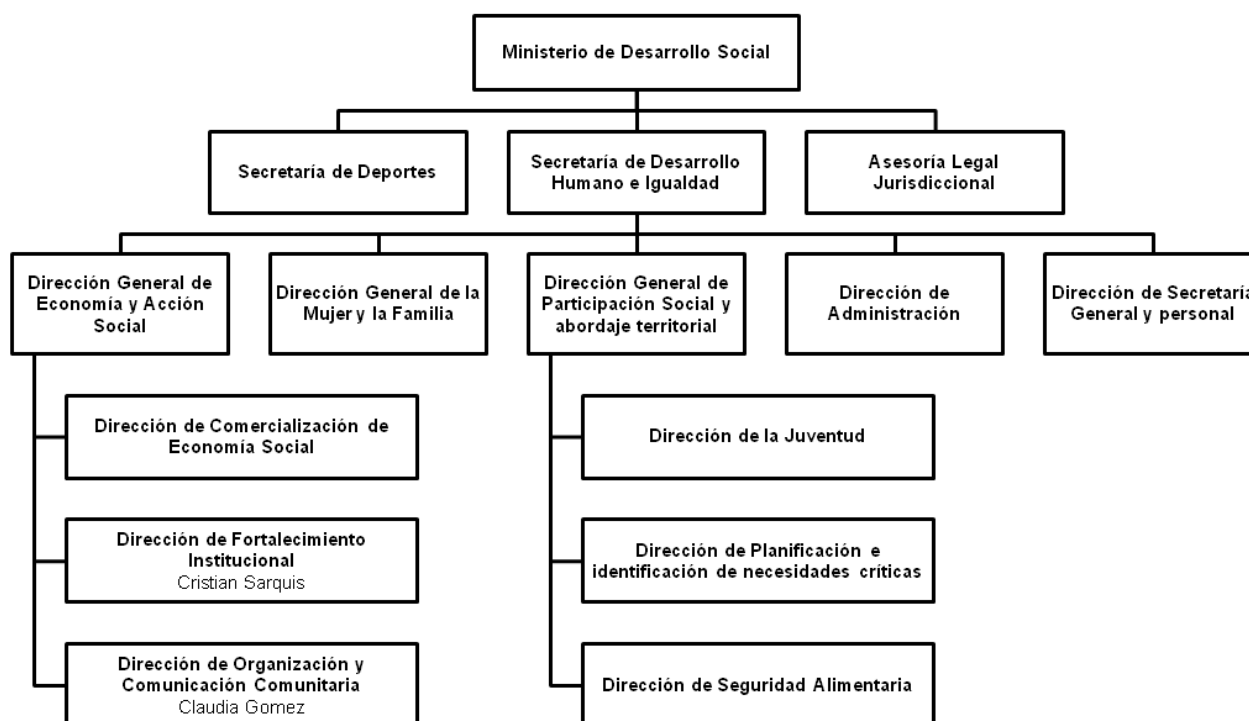 Ministerio de Desarrollo Social
Secretaría de Deportes
Secretaría de Desarrollo
Humano e Igualdad
Asesoría Legal
Jurisdiccional
Dirección General de
Economía y Acción
Social
Dirección General de la
Mujer y la Familia
Dirección General de
Participación Social y
abordaje territorial
Dirección de
Administración
Dirección de Secretaría
General y personal
Dirección de Comercialización de
Economía Social
Dirección de Fortalecimiento
Institucional
Cristian Sarquis
Dirección de Organización y
Comunicación Comunitaria
Claudia Gomez
Dirección de la Juventud
Dirección de Planificación e
identificación de necesidades críticas
Dirección de Seguridad Alimentaria